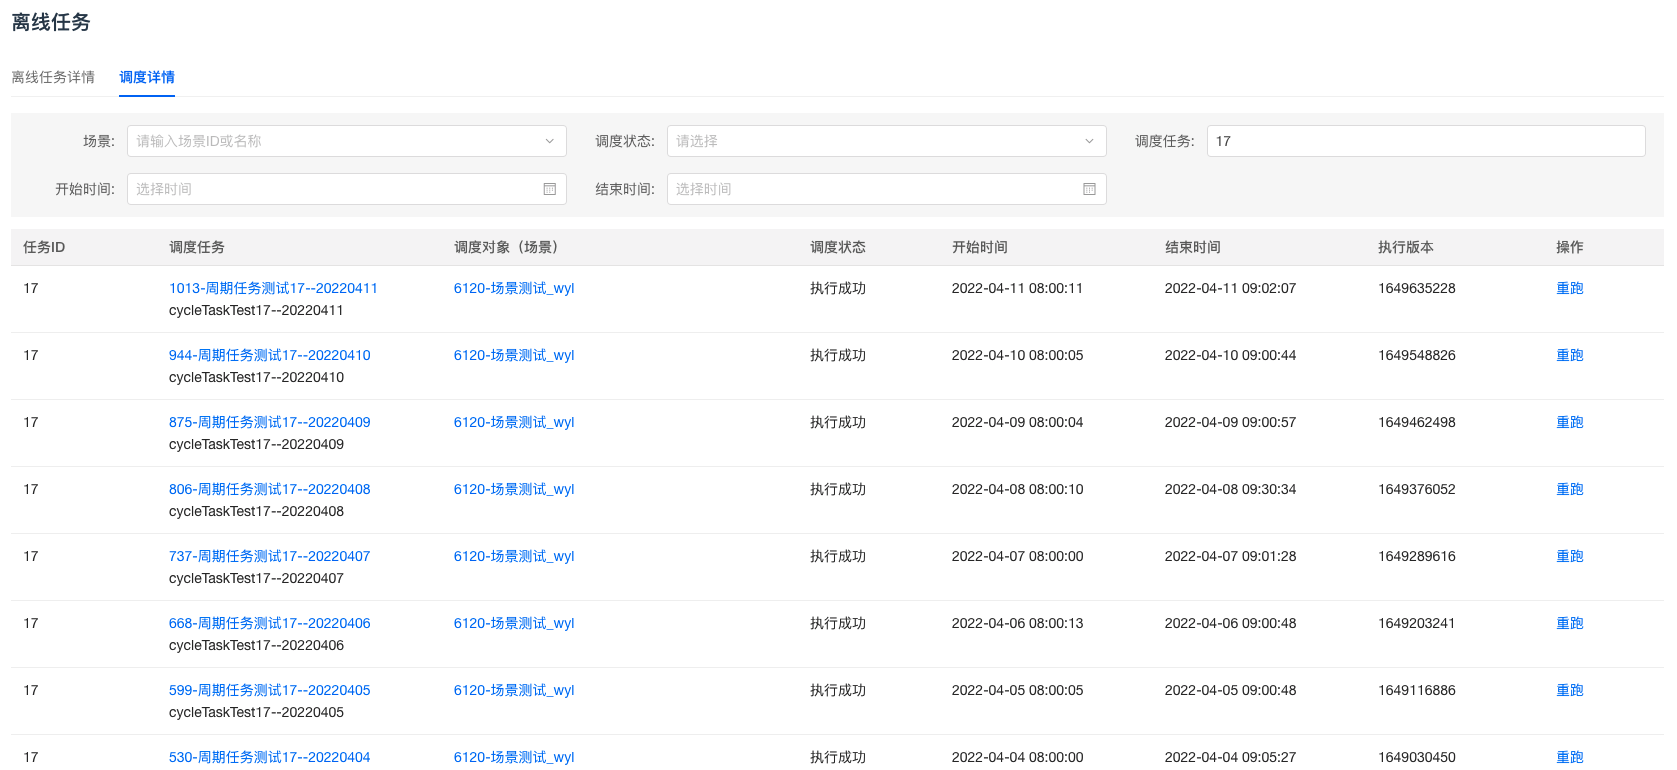 离线任务
离线任务详情 调度详情
场景: 请输入场景ID或名称 调度状态: 请选择 调度任务: 17
开始时间: 选择时间 结束时间: 选择时间
任务ID 调度任务 调度对象（场景） 调度状态 开始时间 结束时间 执行版本 操作
17 1013-周期任务测试17--20220411 6120-场景测试_wyl 执行成功 2022-04-11 08:00:11 2022-04-11 09:02:07 1649635228 重跑
cycleTaskTest17--20220411
17 944-周期任务测试17--20220410 6120-场景测试_wyl 执行成功 2022-04-10 08:00:05 2022-04-10 09:00:44 1649548826 重跑
cycleTaskTest17--20220410
17 875-周期任务测试17--20220409 6120-场景测试_wyl 执行成功 2022-04-09 08:00:04 2022-04-09 09:00:57 1649462498 重跑
cycleTaskTest17--20220409
17 806-周期任务测试17--20220408 6120-场景测试_wyl 执行成功 2022-04-08 08:00:10 2022-04-08 09:30:34 1649376052 重跑
cycleTaskTest17--20220408
17 737-周期任务测试17--20220407 6120-场景测试_wyl 执行成功 2022-04-07 08:00:00 2022-04-07 09:01:28 1649289616 重跑
cycleTaskTest17--20220407
17 668-周期任务测试17--20220406 6120-场景测试_wyl 执行成功 2022-04-06 08:00:13 2022-04-06 09:00:48 1649203241 重跑
cycleTaskTest17--20220406
17 599-周期任务测试17--20220405 6120-场景测试_wyl 执行成功 2022-04-05 08:00:05 2022-04-05 09:00:48 1649116886 重跑
cycleTaskTest17--20220405
17 530-周期任务测试17--20220404 6120-场景测试_wyl 执行成功 2022-04-04 08:00:00 2022-04-04 09:05:27 1649030450 重跑